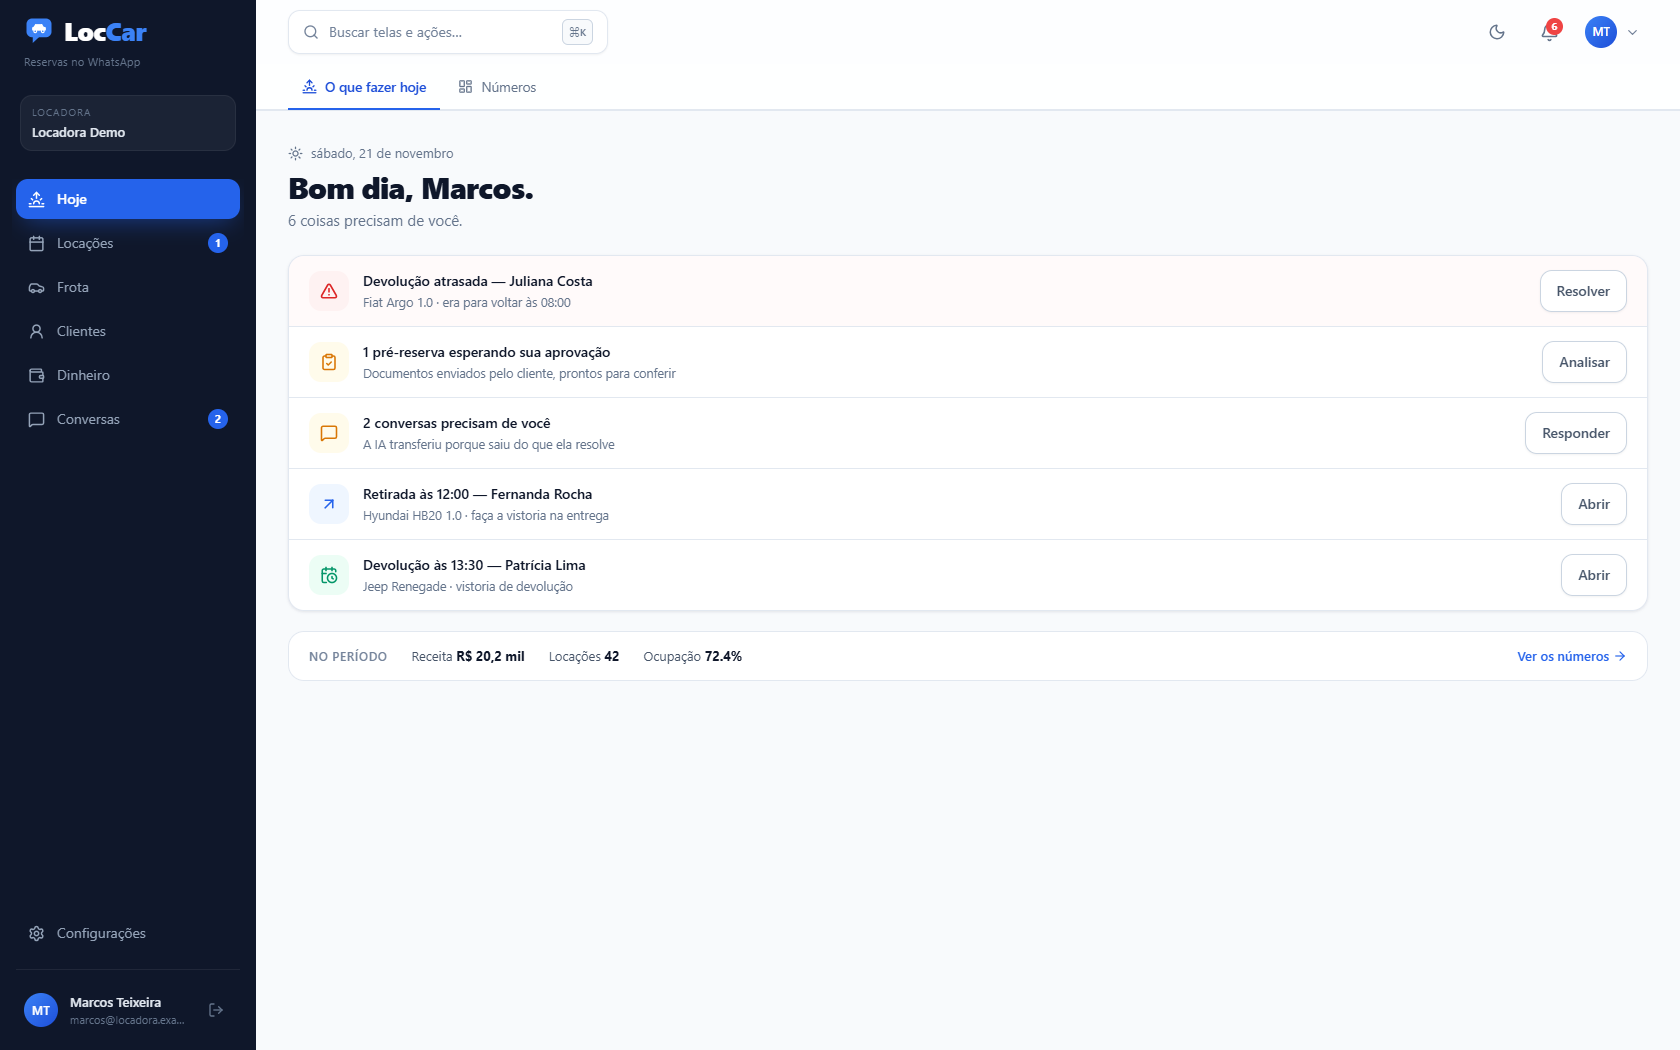 LocCar
Reservas no WhatsApp
LOCADORA
Locadora Demo
Hoje
Locações 1
Frota
Clientes
Dinheiro
Conversas 2
Configurações
MT
Marcos Teixeira
marcos@locadora.exa...
Buscar telas e ações...
⌘K
6
MT
O que fazer hoje
Números
sábado, 21 de novembro
Bom dia, Marcos.
6 coisas precisam de você.
Devolução atrasada — Juliana Costa
Fiat Argo 1.0 · era para voltar às 08:00
Resolver
1 pré-reserva esperando sua aprovação
Documentos enviados pelo cliente, prontos para conferir
Analisar
2 conversas precisam de você
A IA transferiu porque saiu do que ela resolve
Responder
Retirada às 12:00 — Fernanda Rocha
Hyundai HB20 1.0 · faça a vistoria na entrega
Abrir
Devolução às 13:30 — Patrícia Lima
Jeep Renegade · vistoria de devolução
Abrir
NO PERÍODO Receita R$ 20,2 mil Locações 42 Ocupação 72.4% Ver os números →